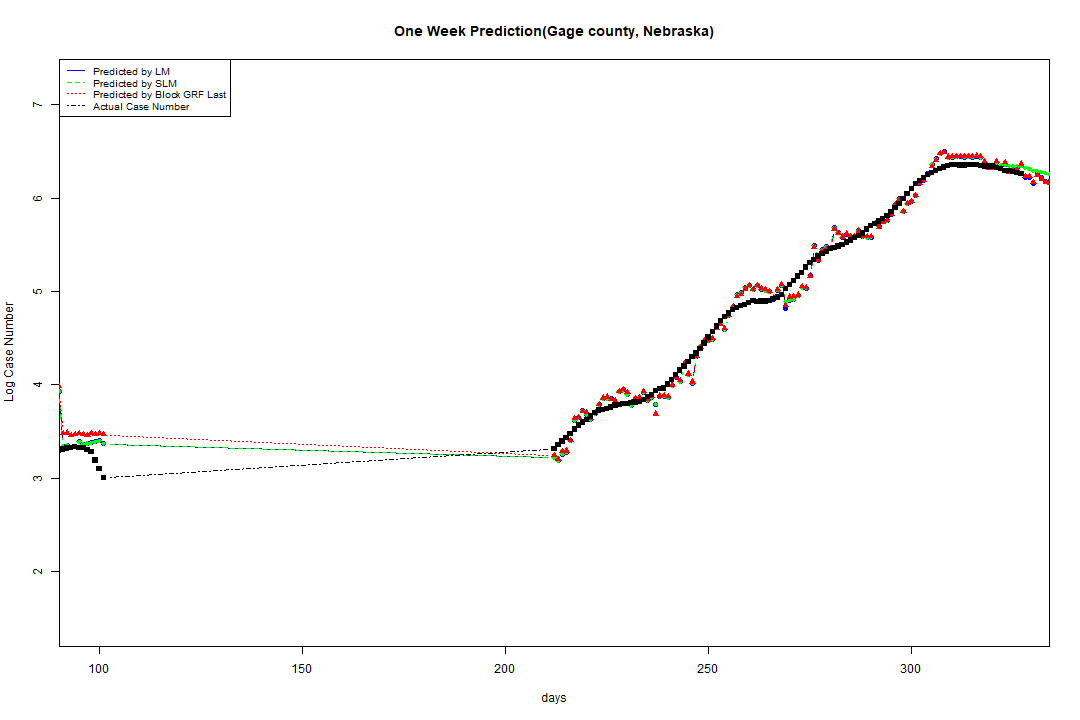 One Week Prediction(Gage county, Nebraska)
Predicted by LM
Predicted by SLM
Predicted by Block GRF Last
Actual Case Number
7
6
5
4
3
2
Log Case Number
100 150 200 250 300
days